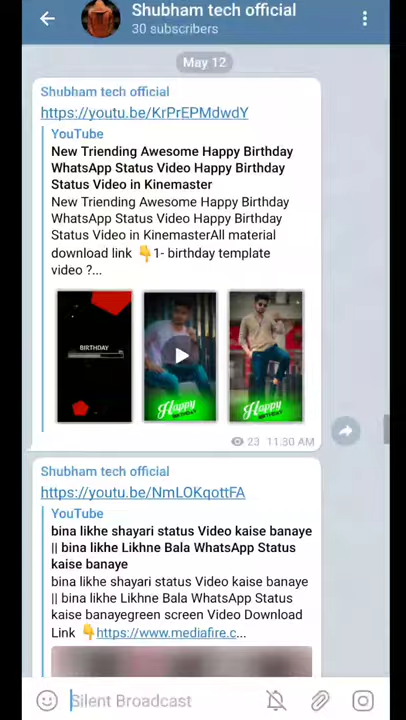 Shubham tech official
30 subscribers
May 12
Shubham tech official
https://youtu.be/KrPrEPMdwdY
YouTube
New Triending Awesome Happy Birthday
WhatsApp Status Video Happy Birthday
Status Video in Kinemaster
New Triending Awesome Happy Birthday
WhatsApp Status Video Happy Birthday
Status Video in KinemasterAll material
download link 👇1- birthday template
video ?...
BIRTHDAY
Happy
BIRTHDAY
Happy
BIRTHDAY
23 11:30 AM
Shubham tech official
https://youtu.be/NmLOKqottFA
YouTube
bina likhe shayari status Video kaise banaye
|| bina likhe Likhne Bala WhatsApp Status
kaise banaye
bina likhe shayari status Video kaise banaye
|| bina likhe Likhne Bala WhatsApp Status
kaise banayegreen screen Video Download
Link 👇https://www.mediafire.c...
Silent Broadcast